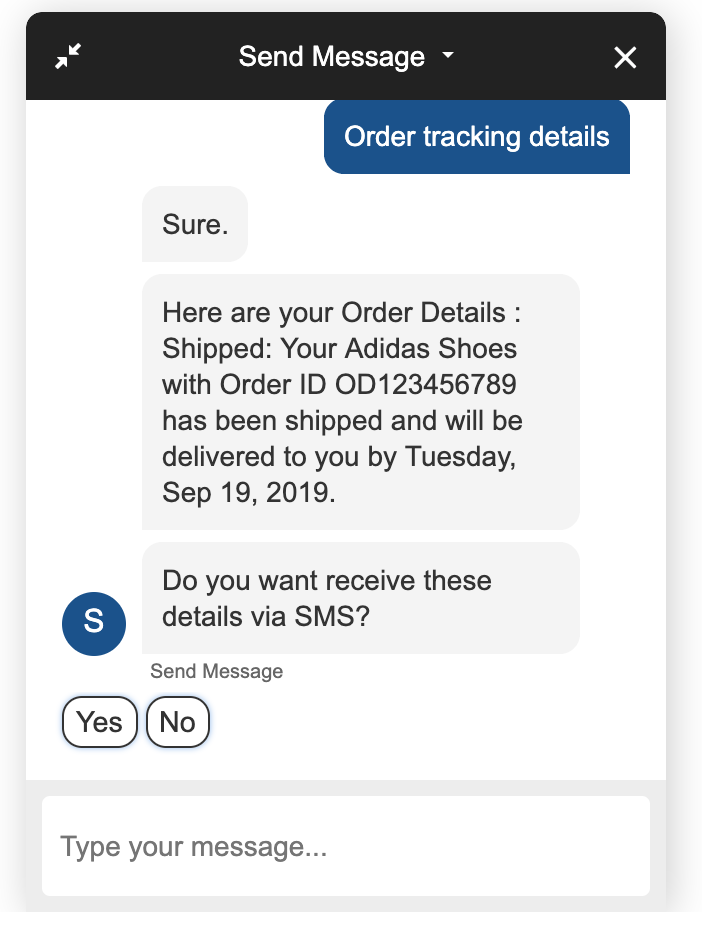 Send Message
Order tracking details
Sure.
Here are your Order Details :
Shipped: Your Adidas Shoes
with Order ID OD123456789
has been shipped and will be
delivered to you by Tuesday,
Sep 19, 2019.
Do you want receive these
details via SMS?
S
Send Message
Yes No
Type your message...